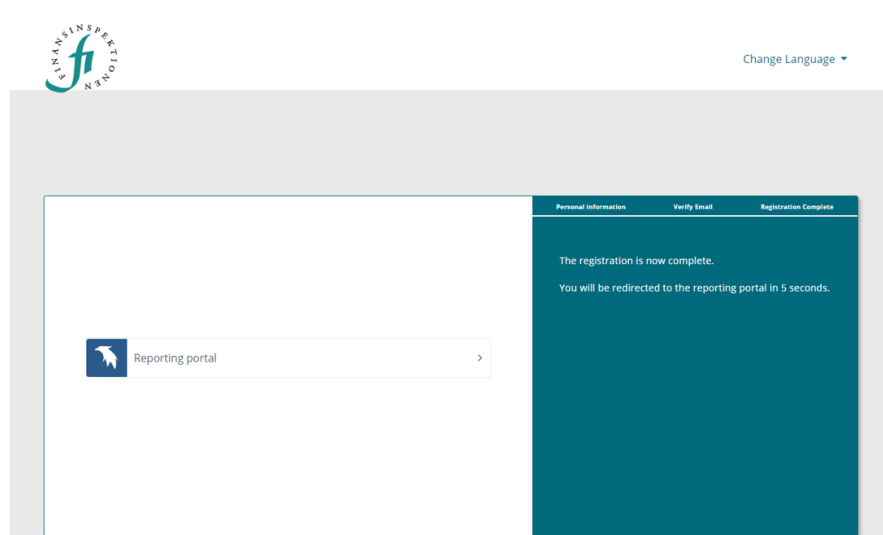 FINANSINSPEKTIONEN
fi
Change Language
Personal information
Verify Email
Registration Complete
The registration is now complete.
You will be redirected to the reporting portal in 5 seconds.
Reporting portal